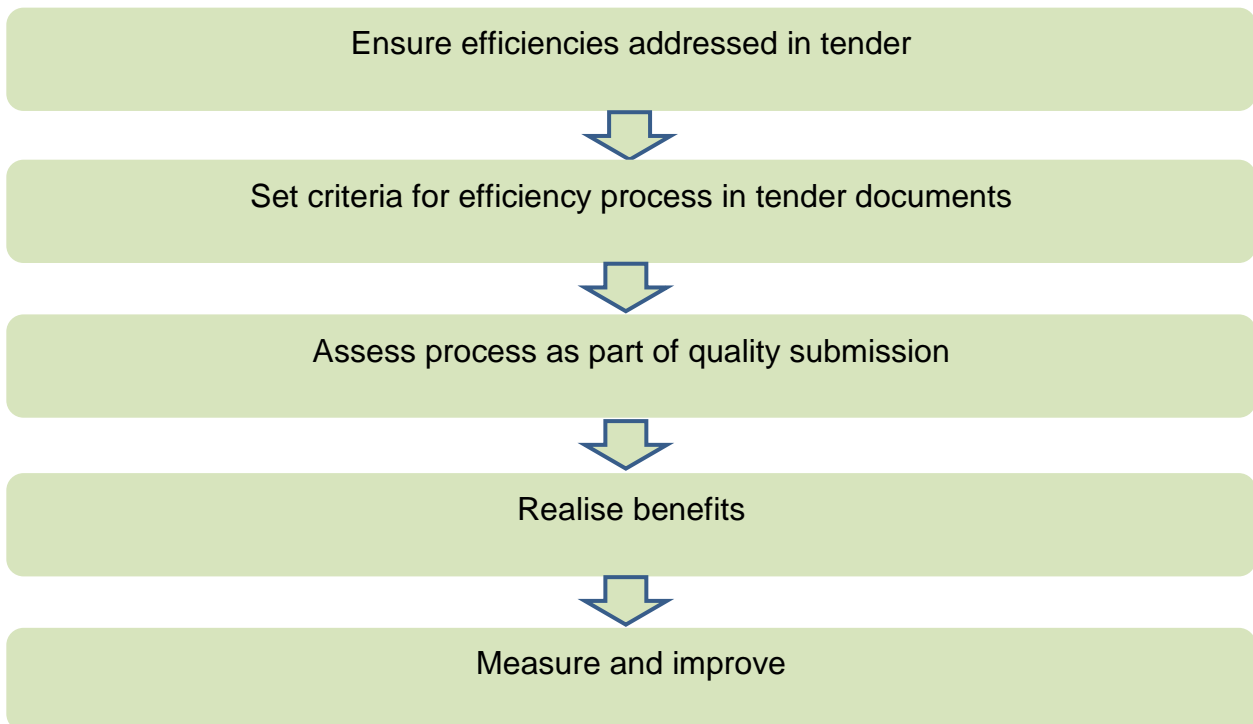 Ensure efficiencies addressed in tender
Set criteria for efficiency process in tender documents
Assess process as part of quality submission
Realise benefits
Measure and improve